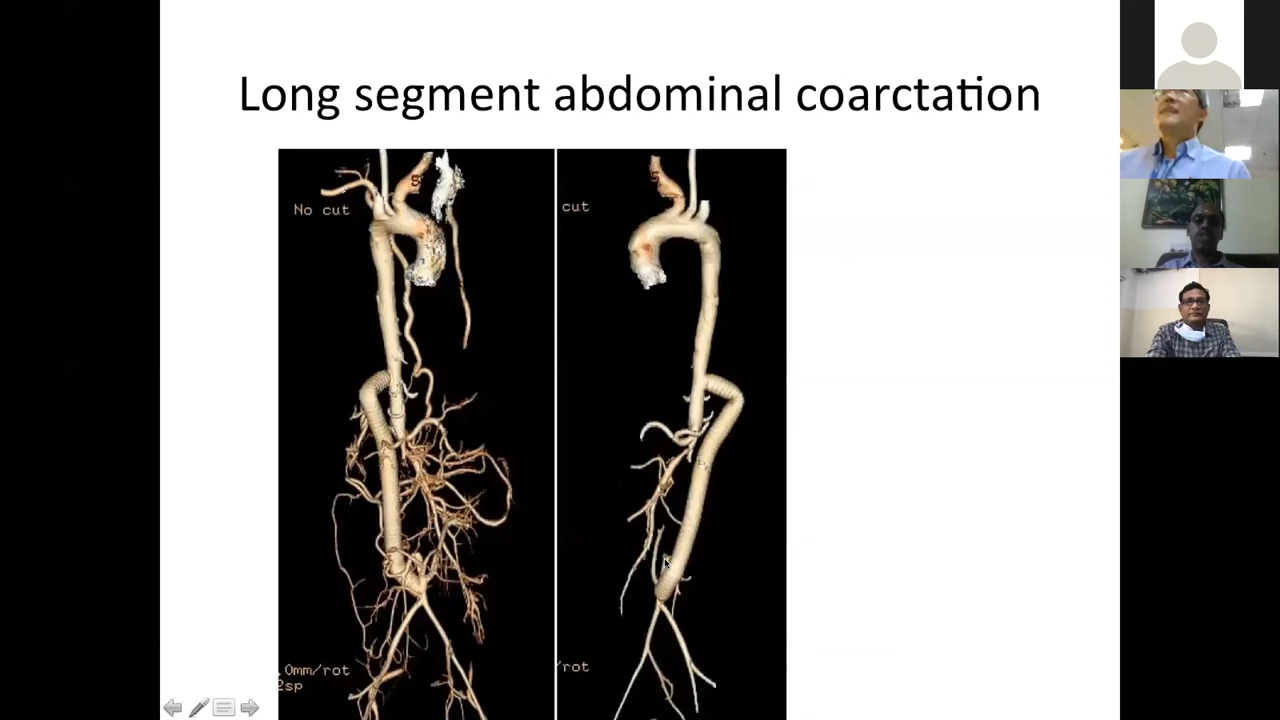 Long segment abdominal coarctation
S
S
No cut
cut
.0mm/rot
2sp
/rot